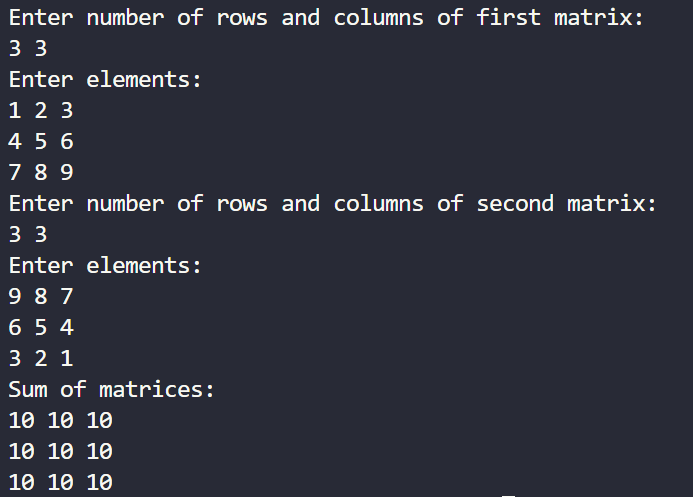 Enter number of rows and columns of first matrix:
3 3
Enter elements:
1 2 3
4 5 6
7 8 9
Enter number of rows and columns of second matrix:
3 3
Enter elements:
9 8 7
6 5 4
3 2 1
Sum of matrices:
10 10 10
10 10 10
10 10 10